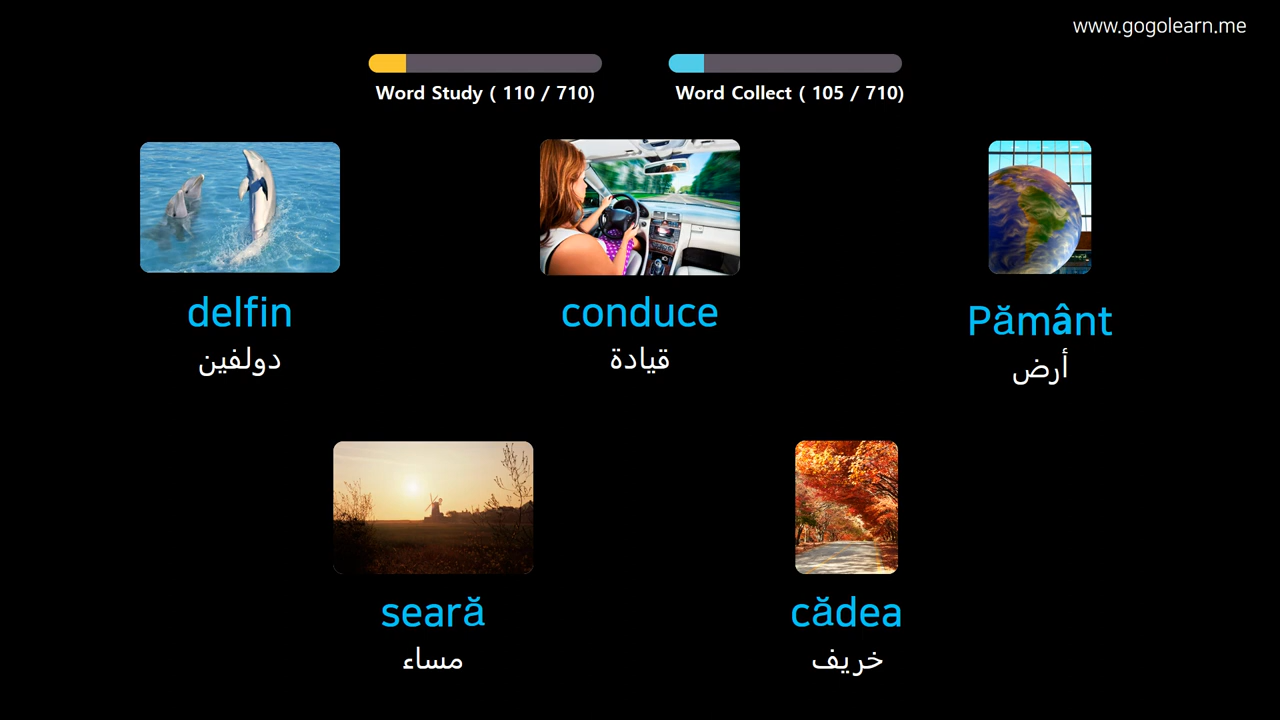 www.gogolearn.me
Word Study ( 110 / 710)
Word Collect ( 105 / 710)
delfin
دولفين
conduce
قيادة
Pământ
أرض
seară
مساء
cădea
خريف